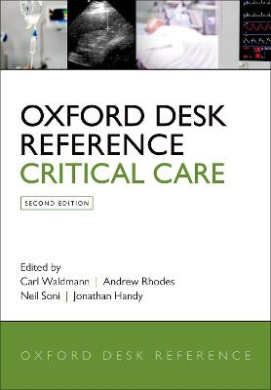 OXFORD DESK
REFERENCE
CRITICAL CARE
SECOND EDITION
Edited by
Carl Waldmann | Andrew Rhodes
Neil Soni | Jonathan Handy
OXFORD DESK REFERENCE